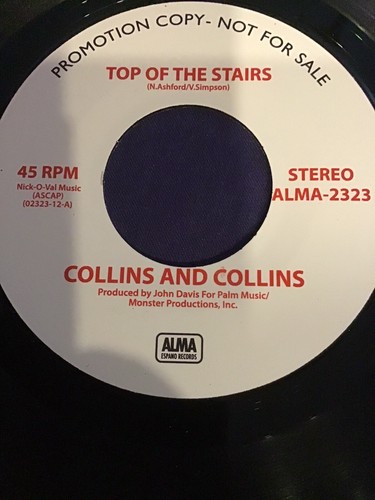 PROMOTION COPY- NOT FOR SALE
TOP OF THE STAIRS
(N.Ashford/V.Simpson)
45 RPM
Nick-O-Val Music
(ASCAP)
(02323-12-A)
STEREO
ALMA-2323
COLLINS AND COLLINS
Produced by John Davis For Palm Music/
Monster Productions, Inc.
ALMA
ESPANO RECORDS